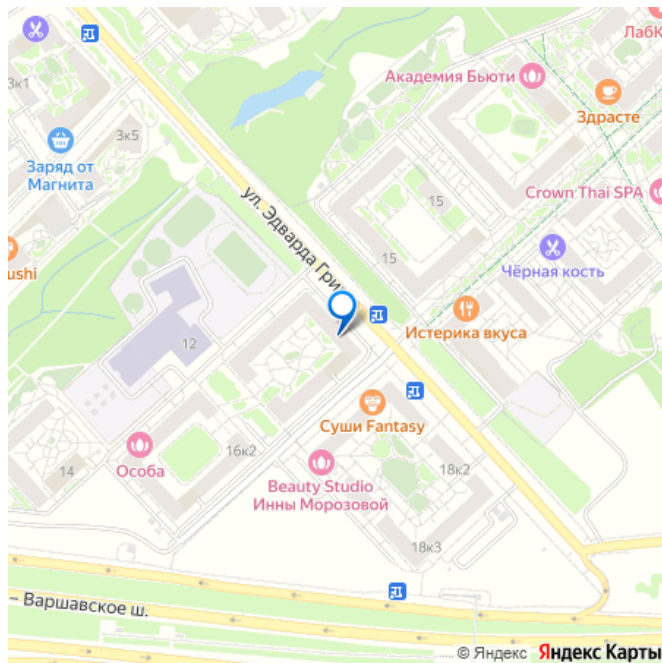 ЛабК
3к1
Академия Бьюти
Здрасте
3к5
Заряд от
Магнита
15
Crown Thai SPA
ул. Эдварда Гри
ushi
15
Чёрная кость
Истерика вкуса
12
Суши Fantasy
16к2
Особа
14
18к2
Beauty Studio
Инны Морозовой
18к3
Варшавское ш.
© Яндекс Яндекс Карты